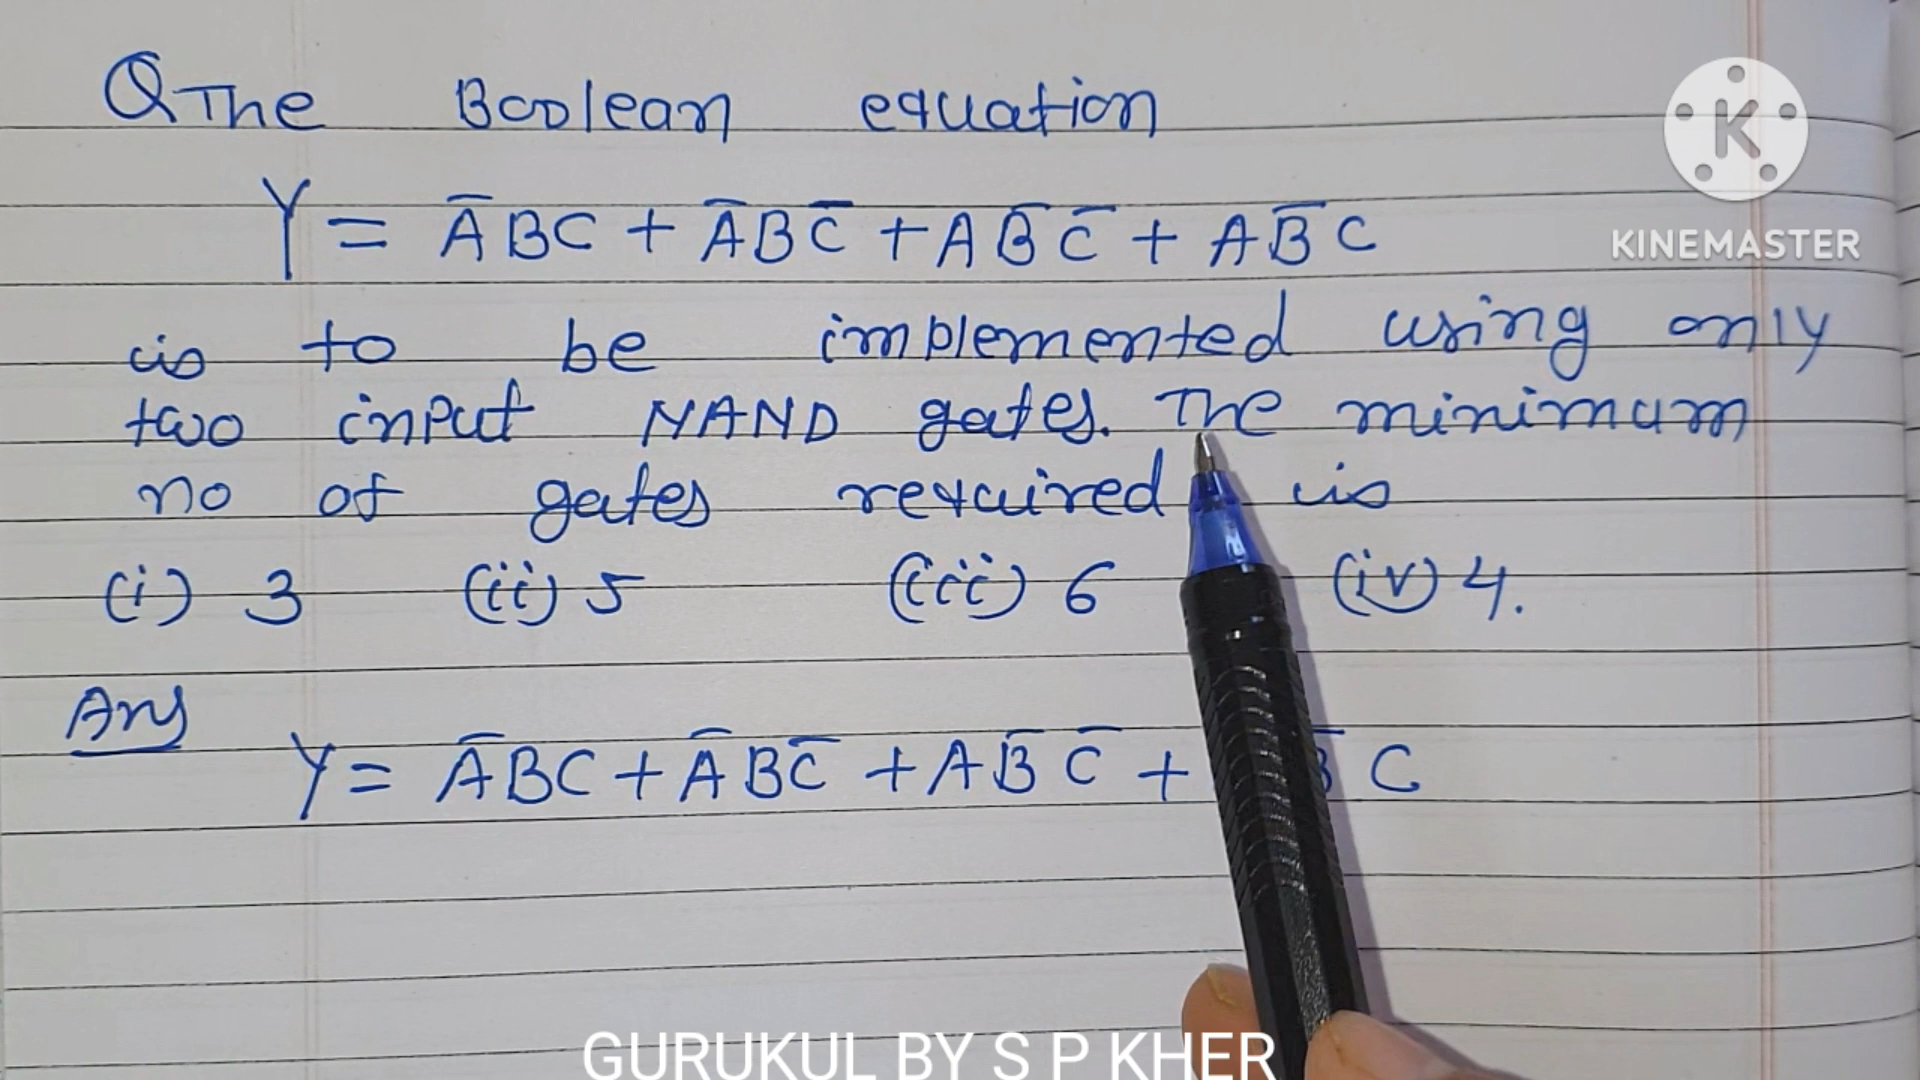 Q The Boolean equation
Y = A̅BC + A̅BC̅ + AB̅C̅ + AB̅C
is to be implemented using only
two input NAND gates. The minimum
no of gates required is
(i) 3 (ii) 5 (iii) 6 (iv) 4.
Ans Y = A̅BC + A̅BC̅ + AB̅C̅ + B̅C
K
KINEMASTER
GURUKUL BY S P KHER